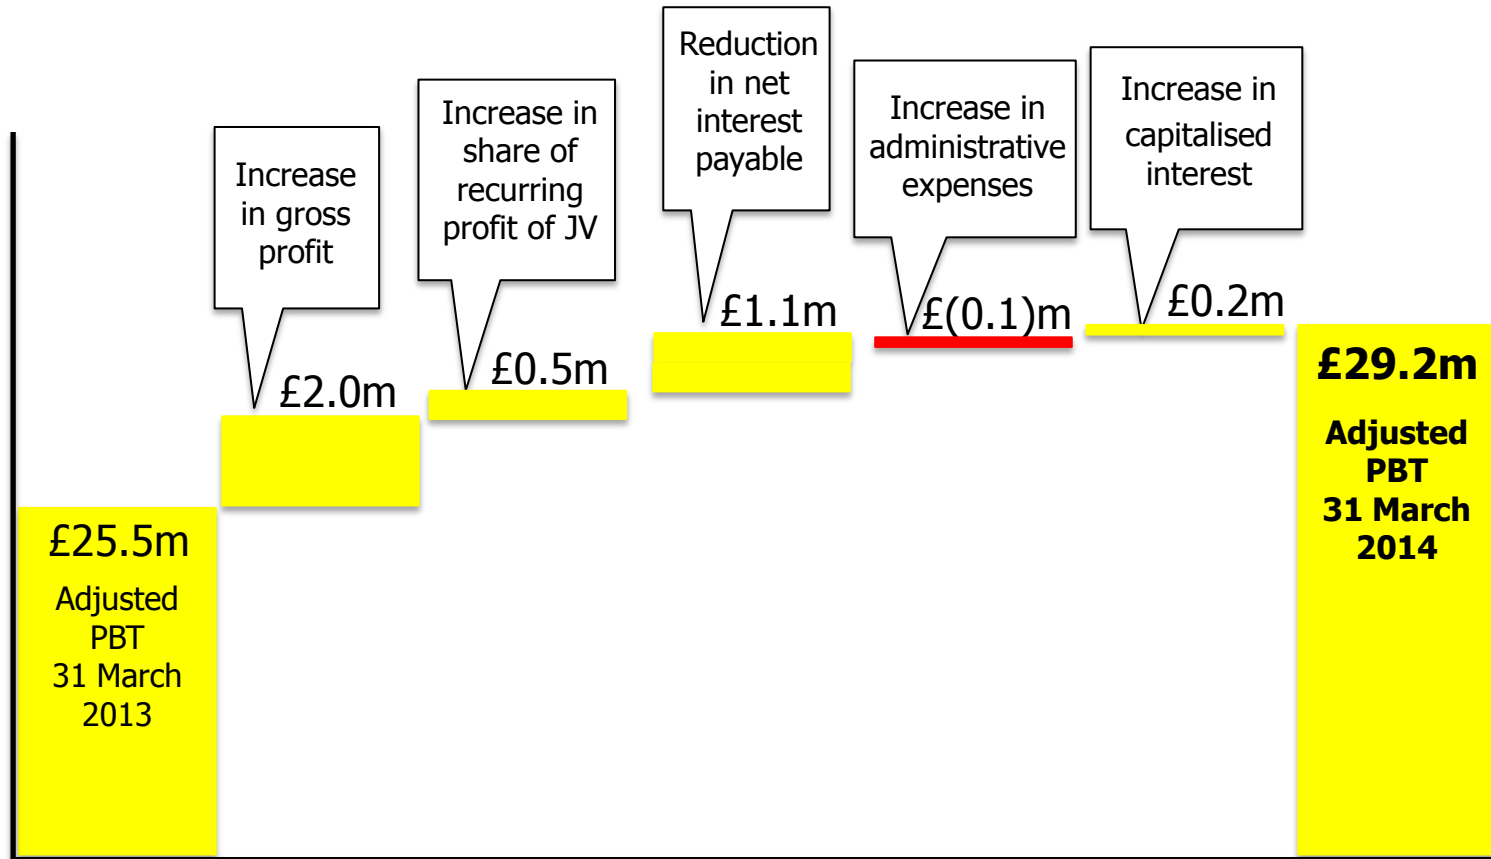 Increase
in gross
profit
£2.0m
Increase in
share of
recurring
profit of JV
£0.5m
Reduction
in net
interest
payable
£1.1m
Increase in
administrative
expenses
£(0.1)m
Increase in
capitalised
interest
£0.2m
£25.5m
Adjusted
PBT
31 March
2013
£29.2m
Adjusted
PBT
31 March
2014